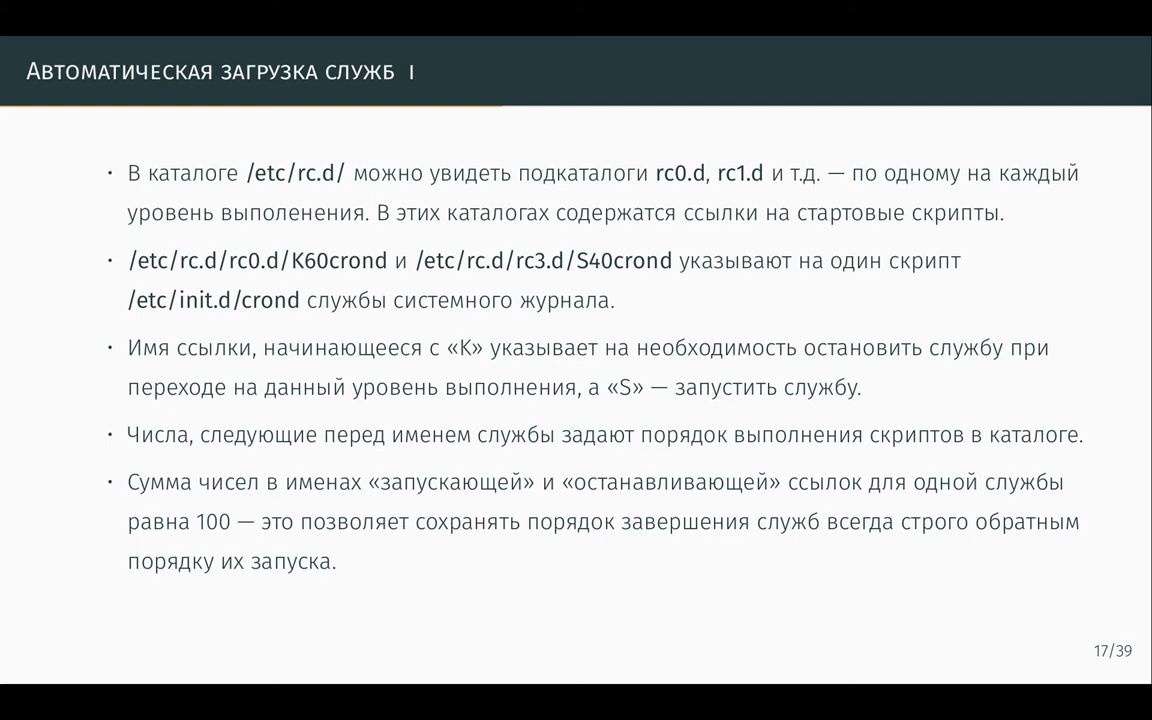 Автоматическая загрузка служб I
• В каталоге /etc/rc.d/ можно увидеть подкаталоги rc0.d, rc1.d и т.д. — по одному на каждый
уровень выполенения. В этих каталогах содержатся ссылки на стартовые скрипты.
• /etc/rc.d/rc0.d/K60crond и /etc/rc.d/rc3.d/S40crond указывают на один скрипт
/etc/init.d/crond службы системного журнала.
• Имя ссылки, начинающееся с «K» указывает на необходимость остановить службу при
переходе на данный уровень выполнения, а «S» — запустить службу.
• Числа, следующие перед именем службы задают порядок выполнения скриптов в каталоге.
• Сумма чисел в именах «запускающей» и «останавливающей» ссылок для одной службы
равна 100 — это позволяет сохранять порядок завершения служб всегда строго обратным
порядку их запуска.
17/39